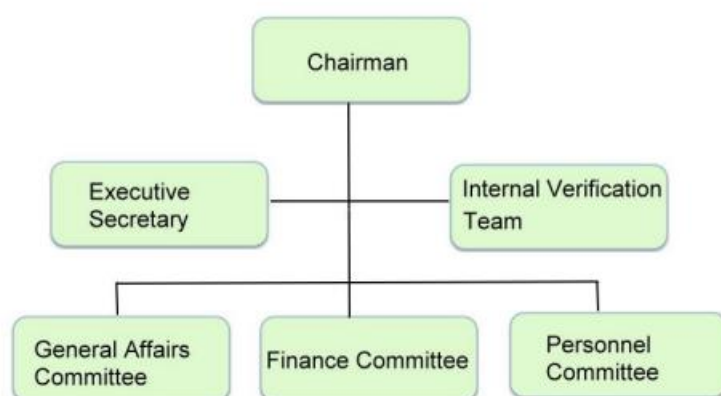 Chairman
Executive
Secretary
Internal Verification
Team
General Affairs
Committee
Finance Committee
Personnel
Committee